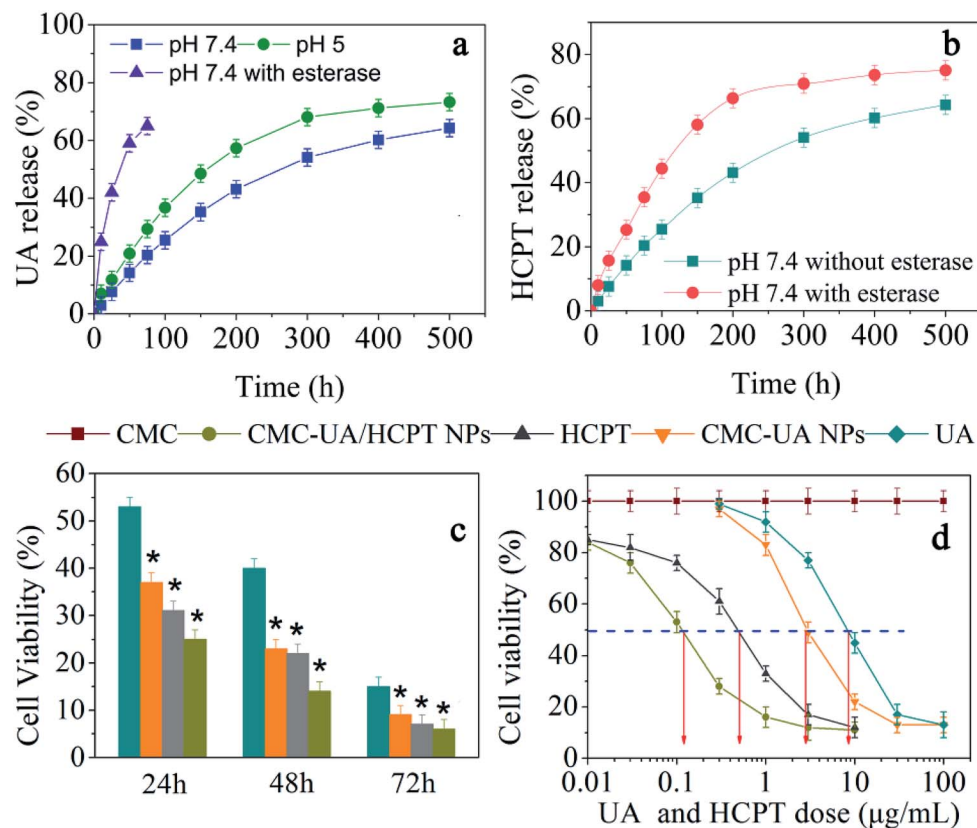 100
80
60
40
20
0
UA release (%)
pH 7.4 pH 5
pH 7.4 with esterase
a
0 100 200 300 400 500
Time (h)
80
60
40
20
0
HCPT release (%)
b
pH 7.4 without esterase
pH 7.4 with esterase
0 100 200 300 400 500
Time (h)
CMC CMC-UA/HCPT NPs HCPT CMC-UA NPs UA
60
50
40
30
20
10
0
Cell Viability (%)
c
* * *
* * *
* * *
24h 48h 72h
100
80
60
40
20
0
Cell viability (%)
d
0.01 0.1 1 10 100
UA and HCPT dose (μg/mL)